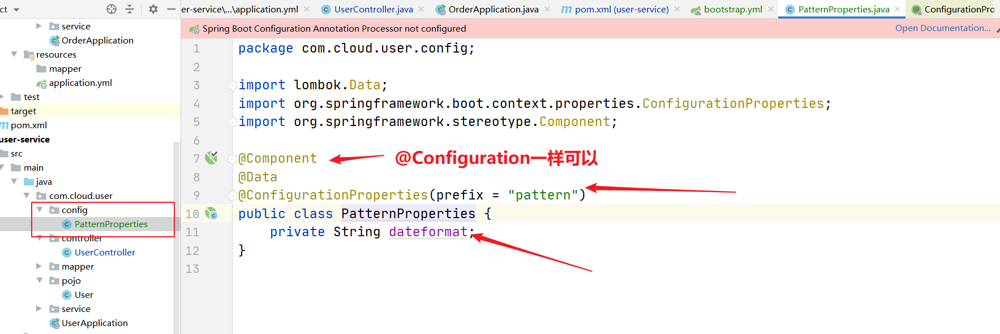 ct
er-service\...\application.yml
UserController.java
OrderApplication.java
pom.xml (user-service)
bootstrap.yml
PatternProperties.java
ConfigurationPro
Spring Boot Configuration Annotation Processor not configured
Open Documentation...
service
OrderApplication
resources
mapper
application.yml
test
target
pom.xml
user-service
src
main
java
com.cloud.user
config
PatternProperties
controller
UserController
mapper
pojo
User
service
UserApplication
1 package com.cloud.user.config;
2
3 import lombok.Data;
4 import org.springframework.boot.context.properties.ConfigurationProperties;
5 import org.springframework.stereotype.Component;
6
7 @Component
@Configuration一样可以
8 @Data
9 @ConfigurationProperties(prefix = "pattern")
10 public class PatternProperties {
11 private String dateformat;
12 }
13